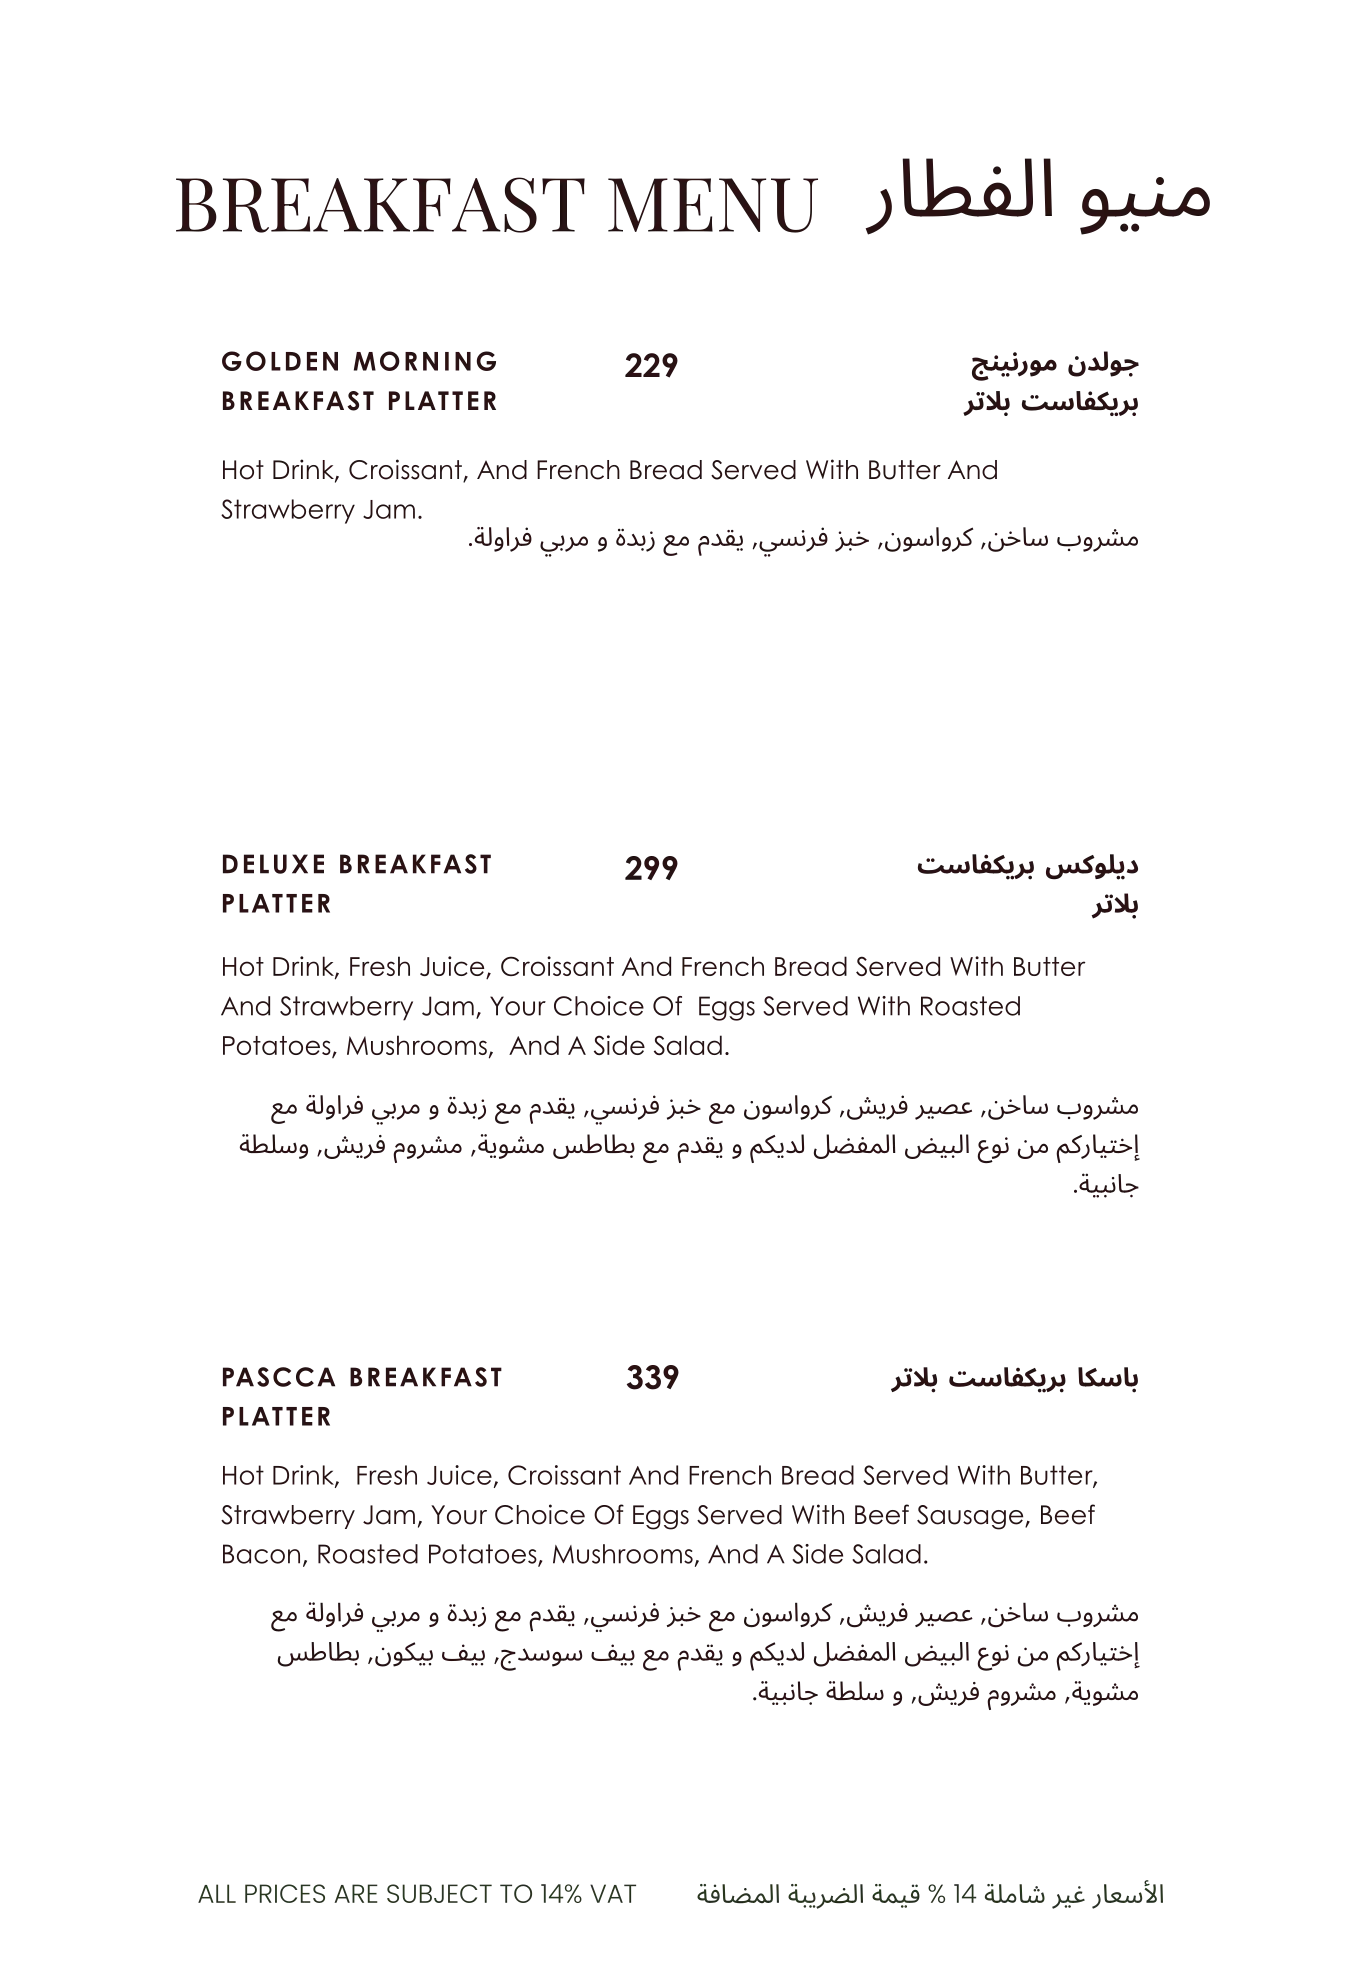 BREAKFAST MENU منيو الفطار
GOLDEN MORNING 229 جولدن مورنينج
BREAKFAST PLATTER بريكفاست بلاتر
Hot Drink, Croissant, And French Bread Served With Butter And
Strawberry Jam.
مشروب ساخن, كرواسون, خبز فرنسي, يقدم مع زبدة و مربي فراولة.
DELUXE BREAKFAST 299 ديلوكس بريكفاست
PLATTER بلاتر
Hot Drink, Fresh Juice, Croissant And French Bread Served With Butter
And Strawberry Jam, Your Choice Of Eggs Served With Roasted
Potatoes, Mushrooms, And A Side Salad.
مشروب ساخن, عصير فريش, كرواسون مع خبز فرنسي, يقدم مع زبدة و مربي فراولة مع
إختياركم من نوع البيض المفضل لديكم و يقدم مع بطاطس مشوية, مشروم فريش, وسلطة
جانبية.
PASCCA BREAKFAST 339 باسكا بريكفاست بلاتر
PLATTER
Hot Drink, Fresh Juice, Croissant And French Bread Served With Butter,
Strawberry Jam, Your Choice Of Eggs Served With Beef Sausage, Beef
Bacon, Roasted Potatoes, Mushrooms, And A Side Salad.
مشروب ساخن, عصير فريش, كرواسون مع خبز فرنسي, يقدم مع زبدة و مربي فراولة مع
إختياركم من نوع البيض المفضل لديكم و يقدم مع بيف سوسدج, بيف بيكون, بطاطس
مشوية, مشروم فريش, و سلطة جانبية.
ALL PRICES ARE SUBJECT TO 14% VAT الأسعار غير شاملة 14 % قيمة الضريبة المضافة